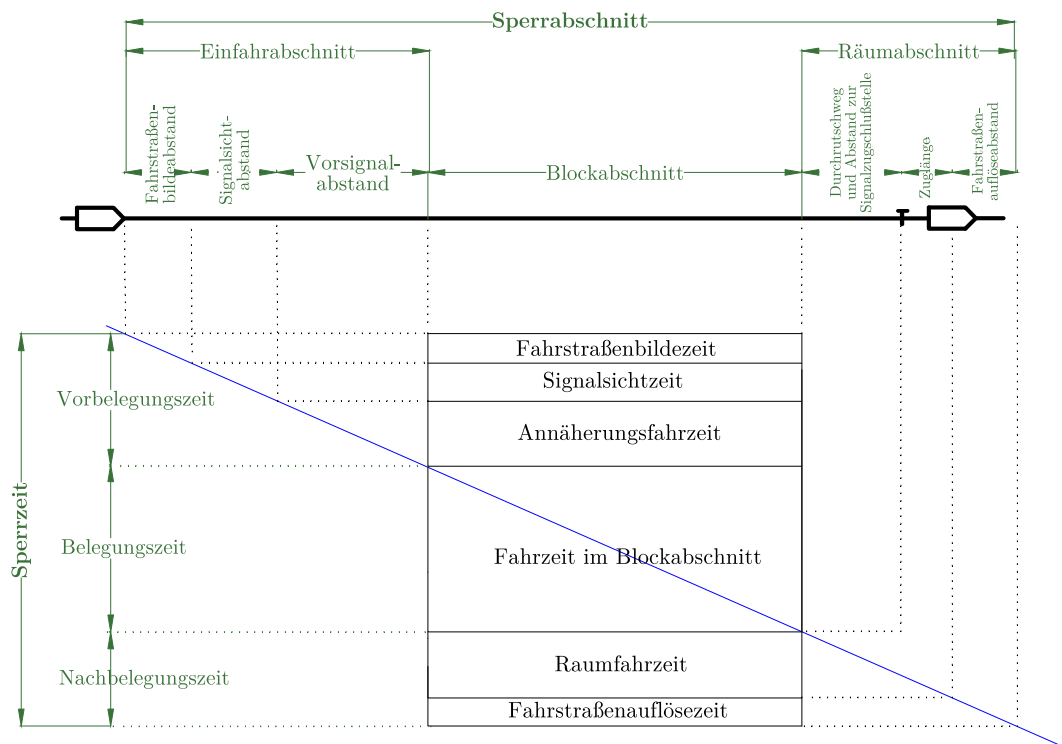 Sperrabschnitt
Einfahrabschnitt
Räumabschnitt
Fahrstraßen-
bildeabstand
Signalsicht-
abstand
Vorsignal-
abstand
Blockabschnitt
Durchrutschweg
und Abstand zur
Signalzugschlußstelle
Zuglänge
Fahrstraßen-
auflöseabstand
Fahrstraßenbildezeit
Signalsichtzeit
Vorbelegungszeit
Annäherungsfahrzeit
Sperrzeit
Belegungszeit
Fahrzeit im Blockabschnitt
Raumfahrzeit
Nachbelegungszeit
Fahrstraßenauflösezeit